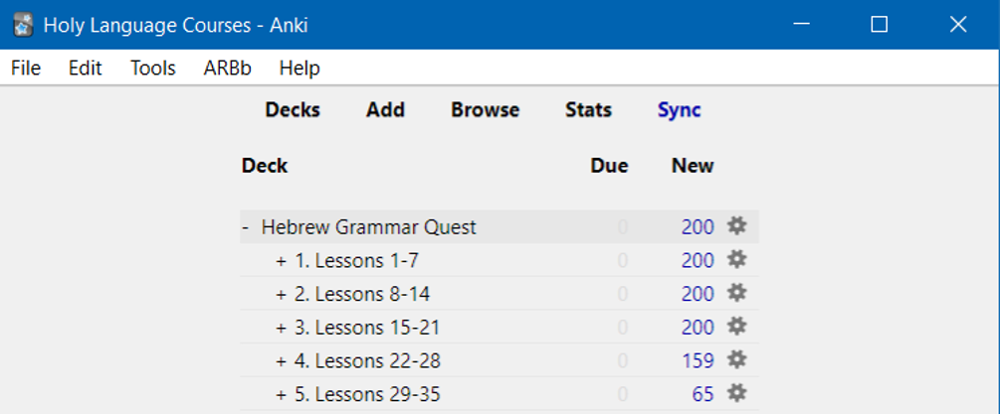 Holy Language Courses - Anki
File Edit Tools ARBb Help
Decks Add Browse Stats Sync
Deck Due New
- Hebrew Grammar Quest 0 200
+ 1. Lessons 1-7 0 200
+ 2. Lessons 8-14 0 200
+ 3. Lessons 15-21 0 200
+ 4. Lessons 22-28 0 159
+ 5. Lessons 29-35 0 65